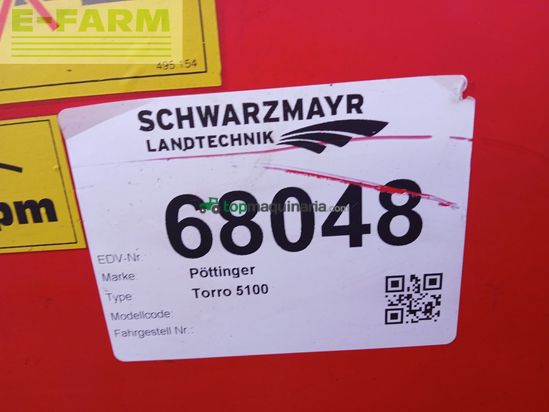 E-FARM
495.154
pm
SCHWARZMAYR
LANDTECHNIK
68048
topmaquinaria.com
EDV-Nr.
Marke: Pöttinger
Type: Torro 5100
Modellcode:
Fahrgestell Nr.: